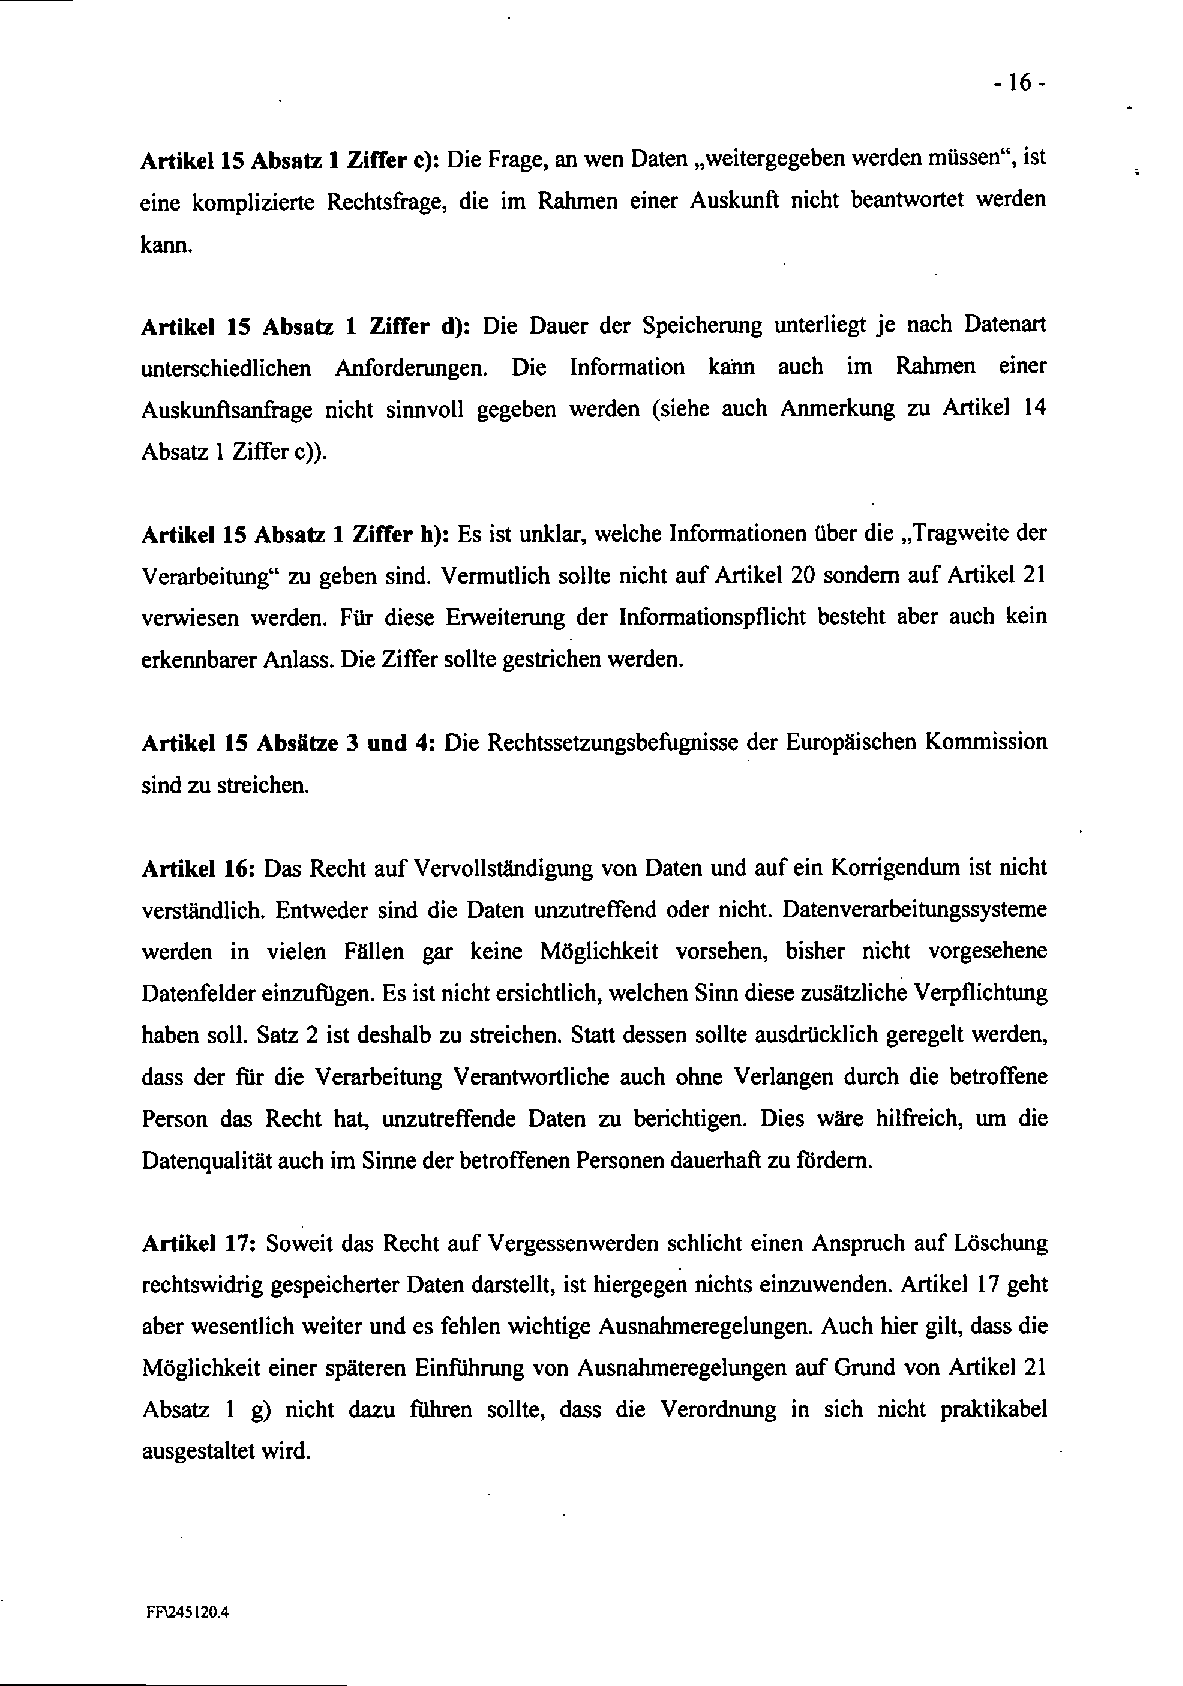 - 16 -
Artikel 15 Absatz 1 Ziffer c): Die Frage, an wen Daten „weitergegeben werden müssen“, ist
eine komplizierte Rechtsfrage, die im Rahmen einer Auskunft nicht beantwortet werden
kann.
Artikel 15 Absatz 1 Ziffer d): Die Dauer der Speicherung unterliegt je nach Datenart
unterschiedlichen Anforderungen. Die Information kann auch im Rahmen einer
Auskunftsanfrage nicht sinnvoll gegeben werden (siehe auch Anmerkung zu Artikel 14
Absatz 1 Ziffer c)).
Artikel 15 Absatz 1 Ziffer h): Es ist unklar, welche Informationen über die „Tragweite der
Verarbeitung“ zu geben sind. Vermutlich sollte nicht auf Artikel 20 sondern auf Artikel 21
verwiesen werden. Für diese Erweiterung der Informationspflicht besteht aber auch kein
erkennbarer Anlass. Die Ziffer sollte gestrichen werden.
Artikel 15 Absätze 3 und 4: Die Rechtssetzungsbefugnisse der Europäischen Kommission
sind zu streichen.
Artikel 16: Das Recht auf Vervollständigung von Daten und auf ein Korrigendum ist nicht
verständlich. Entweder sind die Daten unzutreffend oder nicht. Datenverarbeitungssysteme
werden in vielen Fällen gar keine Möglichkeit vorsehen, bisher nicht vorgesehene
Datenfelder einzufügen. Es ist nicht ersichtlich, welchen Sinn diese zusätzliche Verpflichtung
haben soll. Satz 2 ist deshalb zu streichen. Statt dessen sollte ausdrücklich geregelt werden,
dass der für die Verarbeitung Verantwortliche auch ohne Verlangen durch die betroffene
Person das Recht hat, unzutreffende Daten zu berichtigen. Dies wäre hilfreich, um die
Datenqualität auch im Sinne der betroffenen Personen dauerhaft zu fördern.
Artikel 17: Soweit das Recht auf Vergessenwerden schlicht einen Anspruch auf Löschung
rechtswidrig gespeicherter Daten darstellt, ist hiergegen nichts einzuwenden. Artikel 17 geht
aber wesentlich weiter und es fehlen wichtige Ausnahmeregelungen. Auch hier gilt, dass die
Möglichkeit einer späteren Einführung von Ausnahmeregelungen auf Grund von Artikel 21
Absatz 1 g) nicht dazu führen sollte, dass die Verordnung in sich nicht praktikabel
ausgestaltet wird.
FF\245120.4